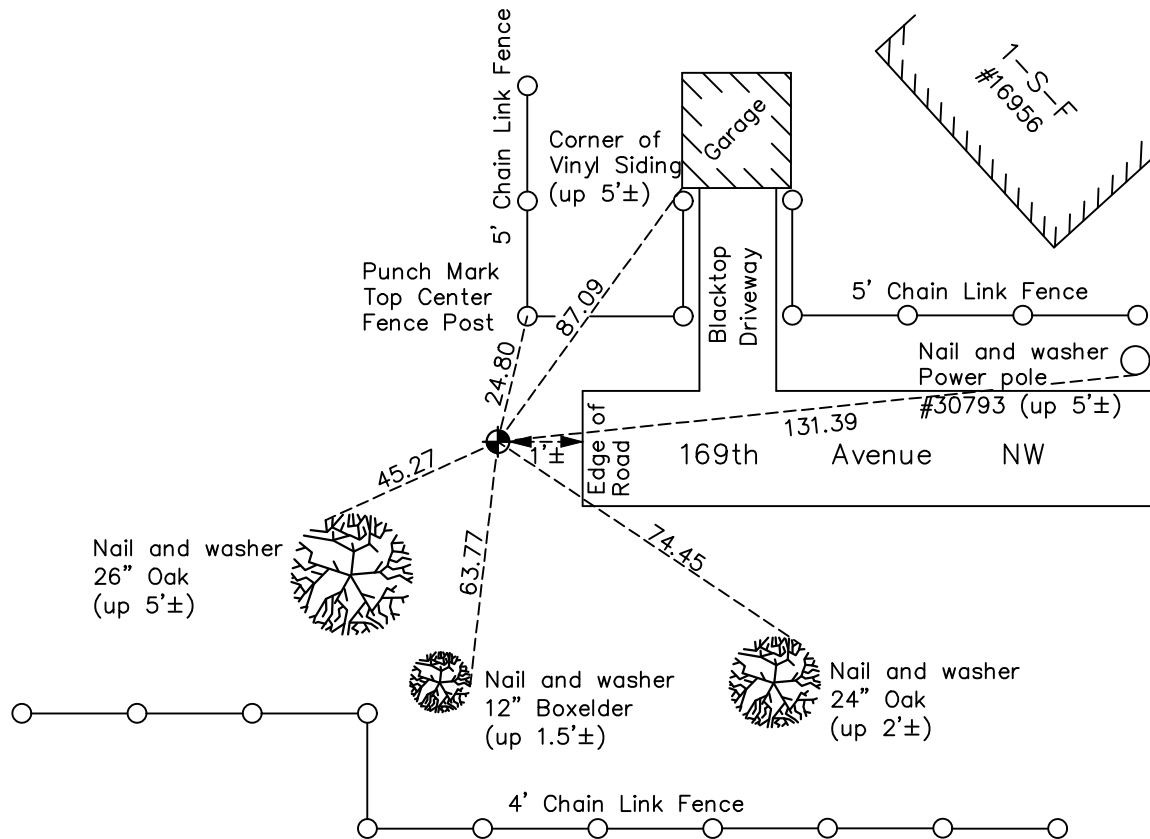 5' Chain Link Fence
Corner of
Vinyl Siding
(up 5'±)
Garage
1-S-F
#16956
Punch Mark
Top Center
Fence Post
87.09
Blacktop
Driveway
5' Chain Link Fence
24.80
Nail and washer
Power pole
#30793 (up 5'±)
131.39
1'±
Edge of
Road
169th Avenue NW
45.27
63.77
74.45
Nail and washer
26" Oak
(up 5'±)
Nail and washer
12" Boxelder
(up 1.5'±)
Nail and washer
24" Oak
(up 2'±)
4' Chain Link Fence